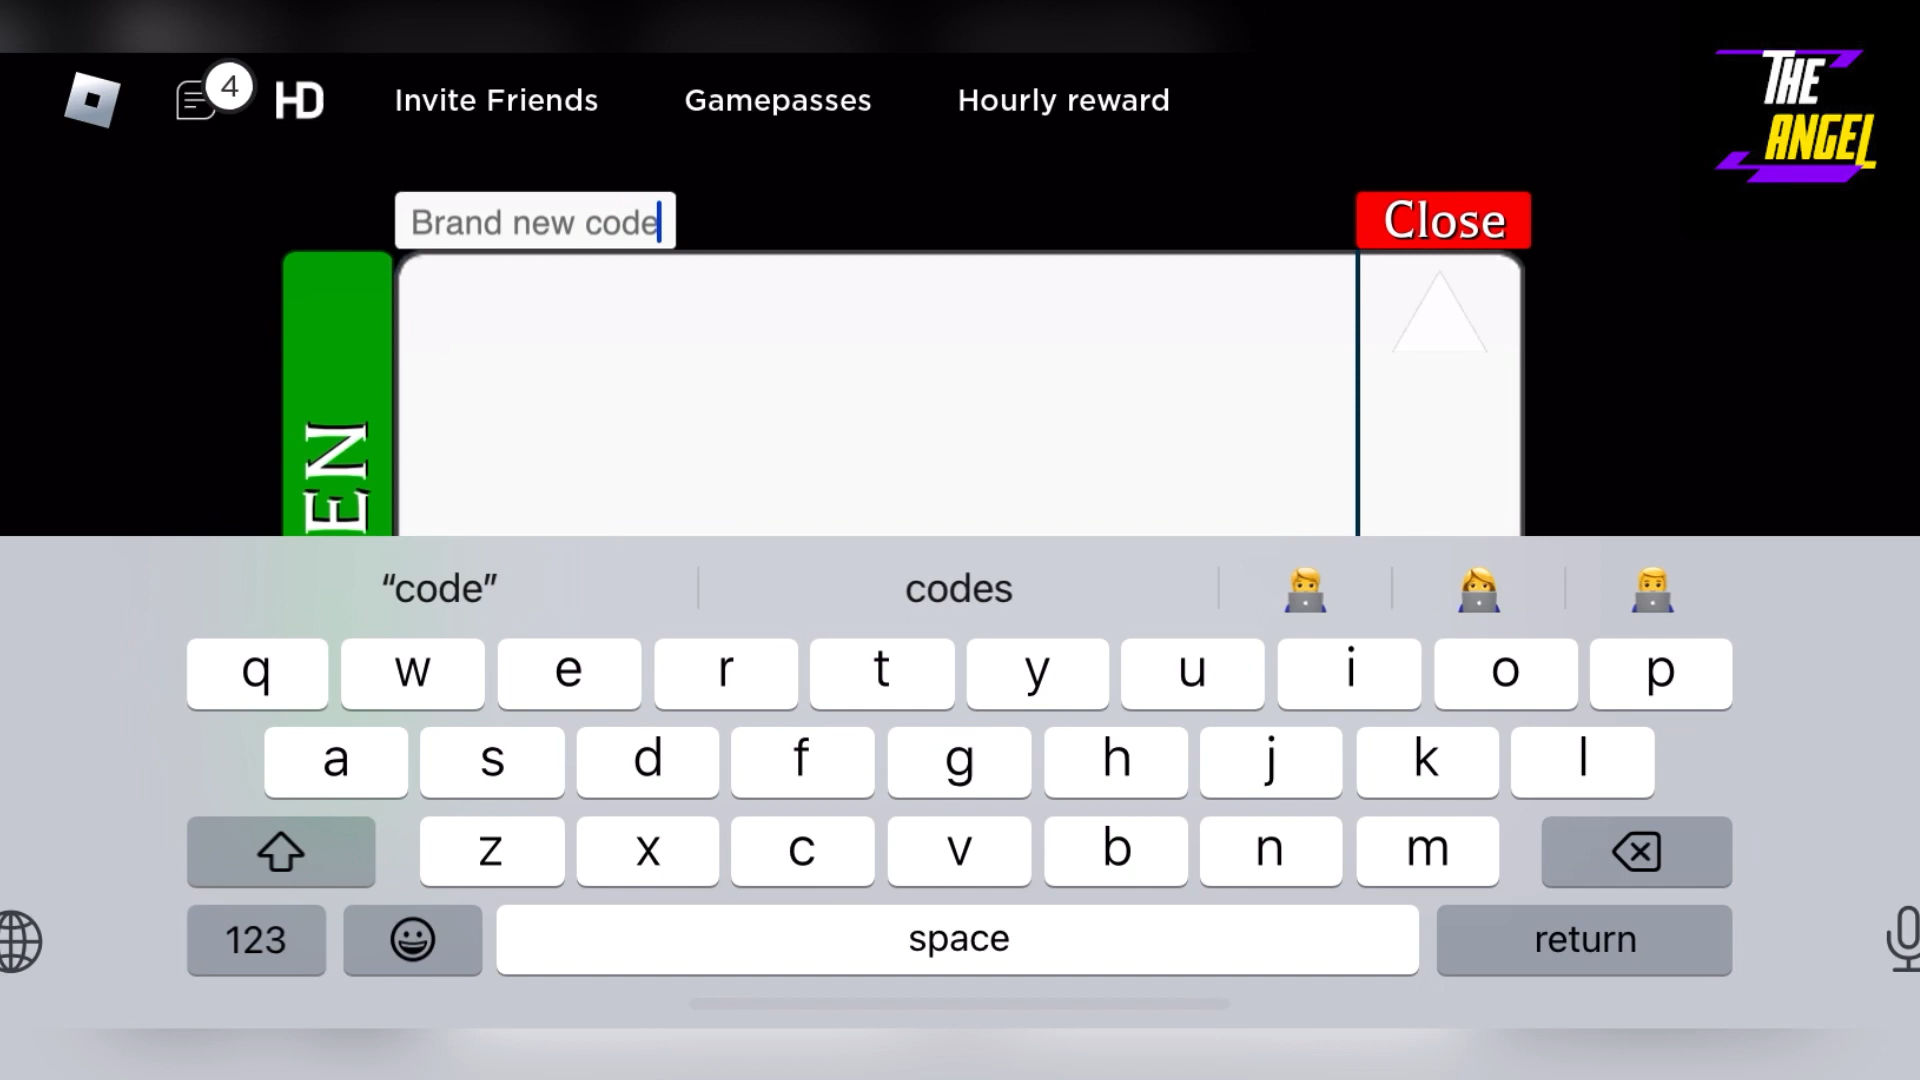 4
HD
Invite Friends
Gamepasses
Hourly reward
THE
ANGEL
Brand new code
Close
EN
“code”
codes
q w e r t y u i o p
a s d f g h j k l
z x c v b n m
123
space
return